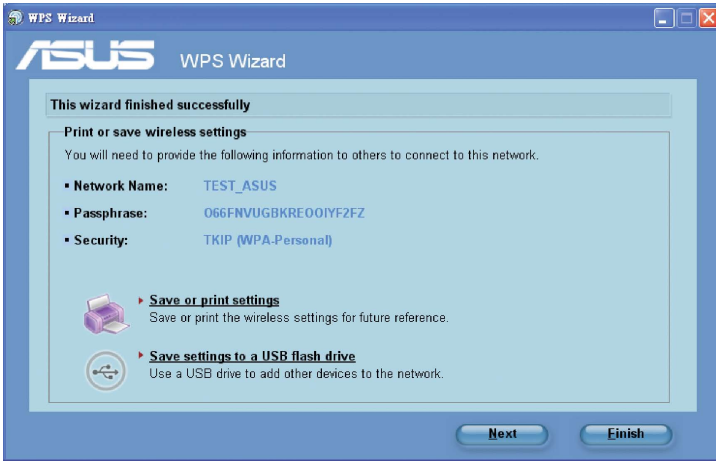 WPS Wizard
ASUS WPS Wizard
This wizard finished successfully
Print or save wireless settings
You will need to provide the following information to others to connect to this network.
▪ Network Name: TEST_ASUS
▪ Passphrase: O66FNVUGBKREOOIYF2FZ
▪ Security: TKIP (WPA-Personal)
Save or print settings
Save or print the wireless settings for future reference.
Save settings to a USB flash drive
Use a USB drive to add other devices to the network.
Next Finish